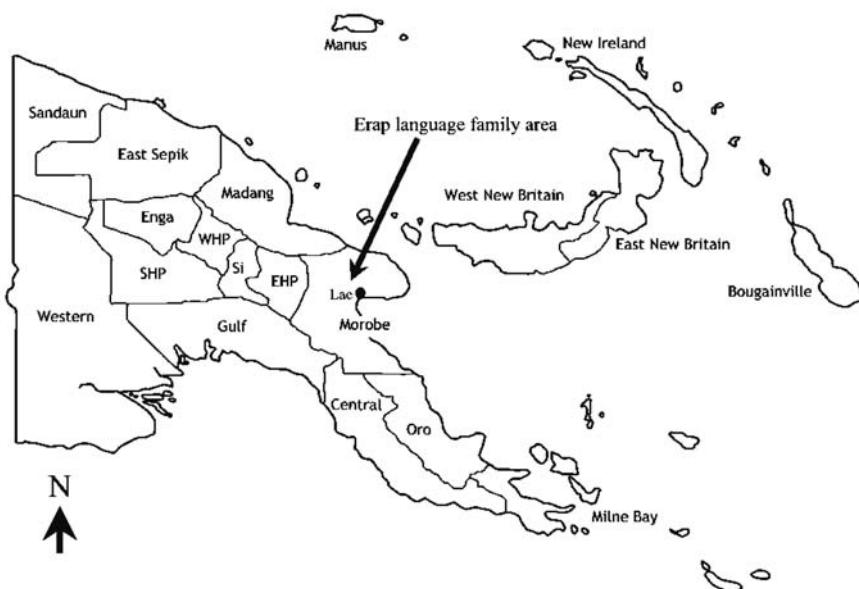 Manus
New Ireland
Sandaun
Erap language family area
East Sepik
Madang
West New Britain
Enga
WHP
East New Britain
SHP
Si
EHP
Lae
Bougainville
Western
Gulf
Morobe
Central
Oro
N
Milne Bay